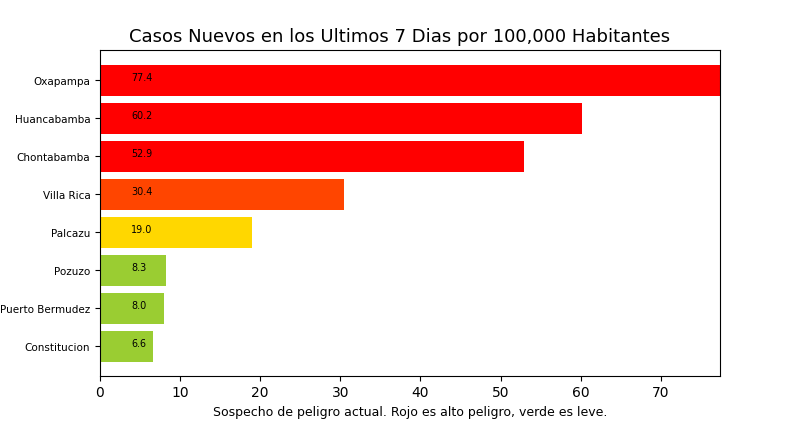 Casos Nuevos en los Ultimos 7 Dias por 100,000 Habitantes
Oxapampa 77.4
Huancabamba 60.2
Chontabamba 52.9
Villa Rica 30.4
Palcazu 19.0
Pozuzo 8.3
Puerto Bermudez 8.0
Constitucion 6.6
0 10 20 30 40 50 60 70
Sospecho de peligro actual. Rojo es alto peligro, verde es leve.